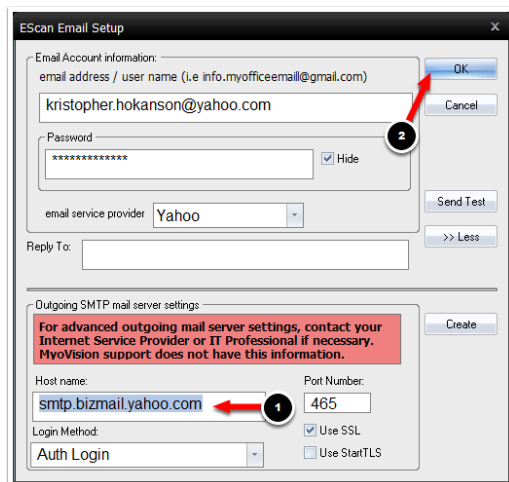 EScan Email Setup x
Email Account information:
email address / user name (i.e info.myofficeemaill@gmail.com)
OK
kristopher.hokanson@yahoo.com
Cancel
2
Password
*************
Hide
Send Test
email service provider Yahoo
>> Less
Reply To:
Outgoing SMTP mail server settings
For advanced outgoing mail server settings, contact your
Internet Service Provider or IT Professional if necessary.
MyoVision support does not have this information.
Create
Host name: Port Number:
smtp.bizmail.yahoo.com 1 465
Login Method: Use SSL
Auth Login Use StartTLS